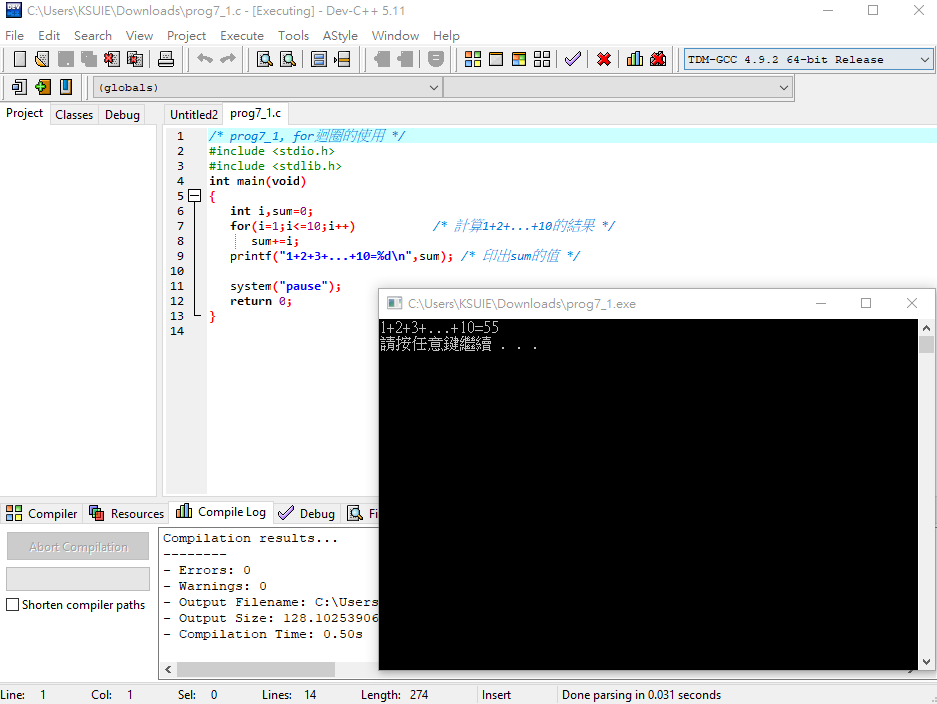 C:\Users\KSUIE\Downloads\prog7_1.c - [Executing] - Dev-C++ 5.11
File Edit Search View Project Execute Tools AStyle Window Help
TDM-GCC 4.9.2 64-bit Release
(globals)
Project Classes Debug
Untitled2 prog7_1.c
1 /* prog7_1, for迴圈的使用 */
2 #include <stdio.h>
3 #include <stdlib.h>
4 int main(void)
5 {
6 int i,sum=0;
7 for(i=1;i<=10;i++) /* 計算1+2+...+10的結果 */
8 sum+=i;
9 printf("1+2+3+...+10=%d\n",sum); /* 印出sum的值 */
10
11 system("pause");
12 return 0;
13 }
14
C:\Users\KSUIE\Downloads\prog7_1.exe
1+2+3+...+10=55
請按任意鍵繼續 . . .
Compiler Resources Compile Log Debug Fi
Abort Compilation
Shorten compiler paths
Compilation results...
--------
- Errors: 0
- Warnings: 0
- Output Filename: C:\Users
- Output Size: 128.10253906
- Compilation Time: 0.50s
Line: 1 Col: 1 Sel: 0 Lines: 14 Length: 274 Insert Done parsing in 0.031 seconds